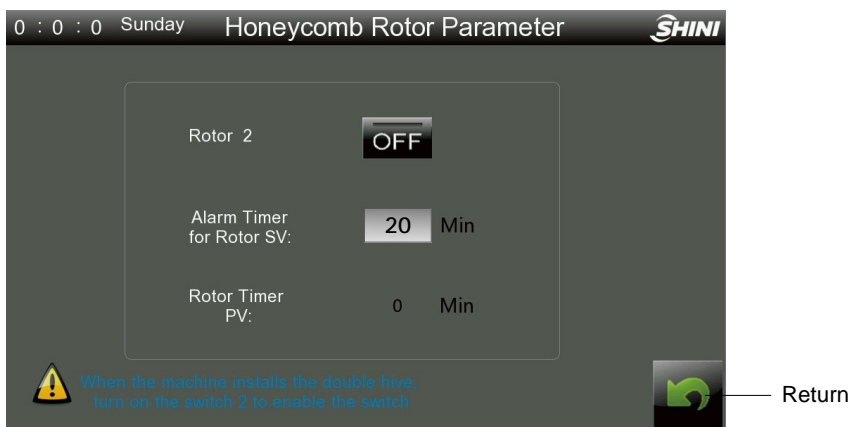 0 : 0 : 0 Sunday Honeycomb Rotor Parameter SHINI
Rotor 2 OFF
Alarm Timer
for Rotor SV: 20 Min
Rotor Timer
PV: 0 Min
When the machine installs the double hive,
turn on the switch 2 to enable the switch
Return